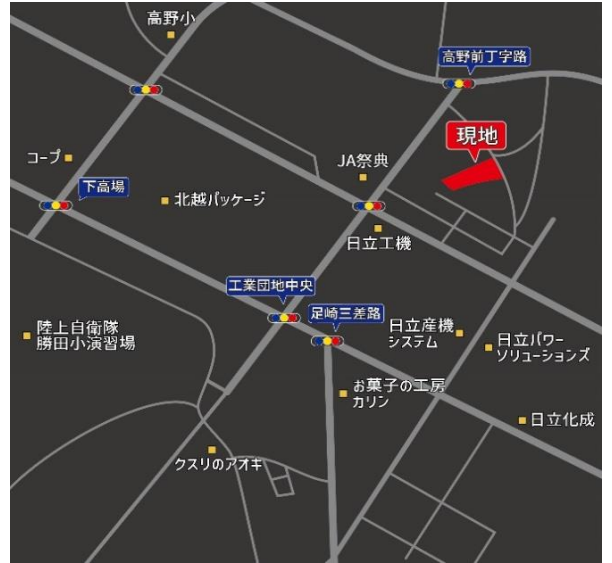 高野小
高野前丁字路
現地
コープ
JA祭典
下高場
北越パッケージ
日立工機
工業団地中央
足崎三差路
陸上自衛隊
勝田小演習場
日立産機
システム
日立パワー
ソリューションズ
お菓子の工房
カリン
日立化成
クスリのアオキ